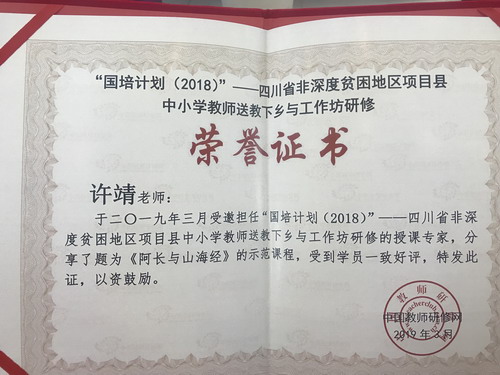 “国培计划（2018）”——四川省非深度贫困地区项目县
中小学教师送教下乡与工作坊研修
荣誉证书
许靖老师：
于二〇一九年三月受邀担任“国培计划（2018）”——四川省非深
度贫困地区项目县中小学教师送教下乡与工作坊研修的授课专家，分
享了题为《阿长与山海经》的示范课程，受到学员一致好评，特发此
证，以资鼓励。
中国教师研修网
2019年3月